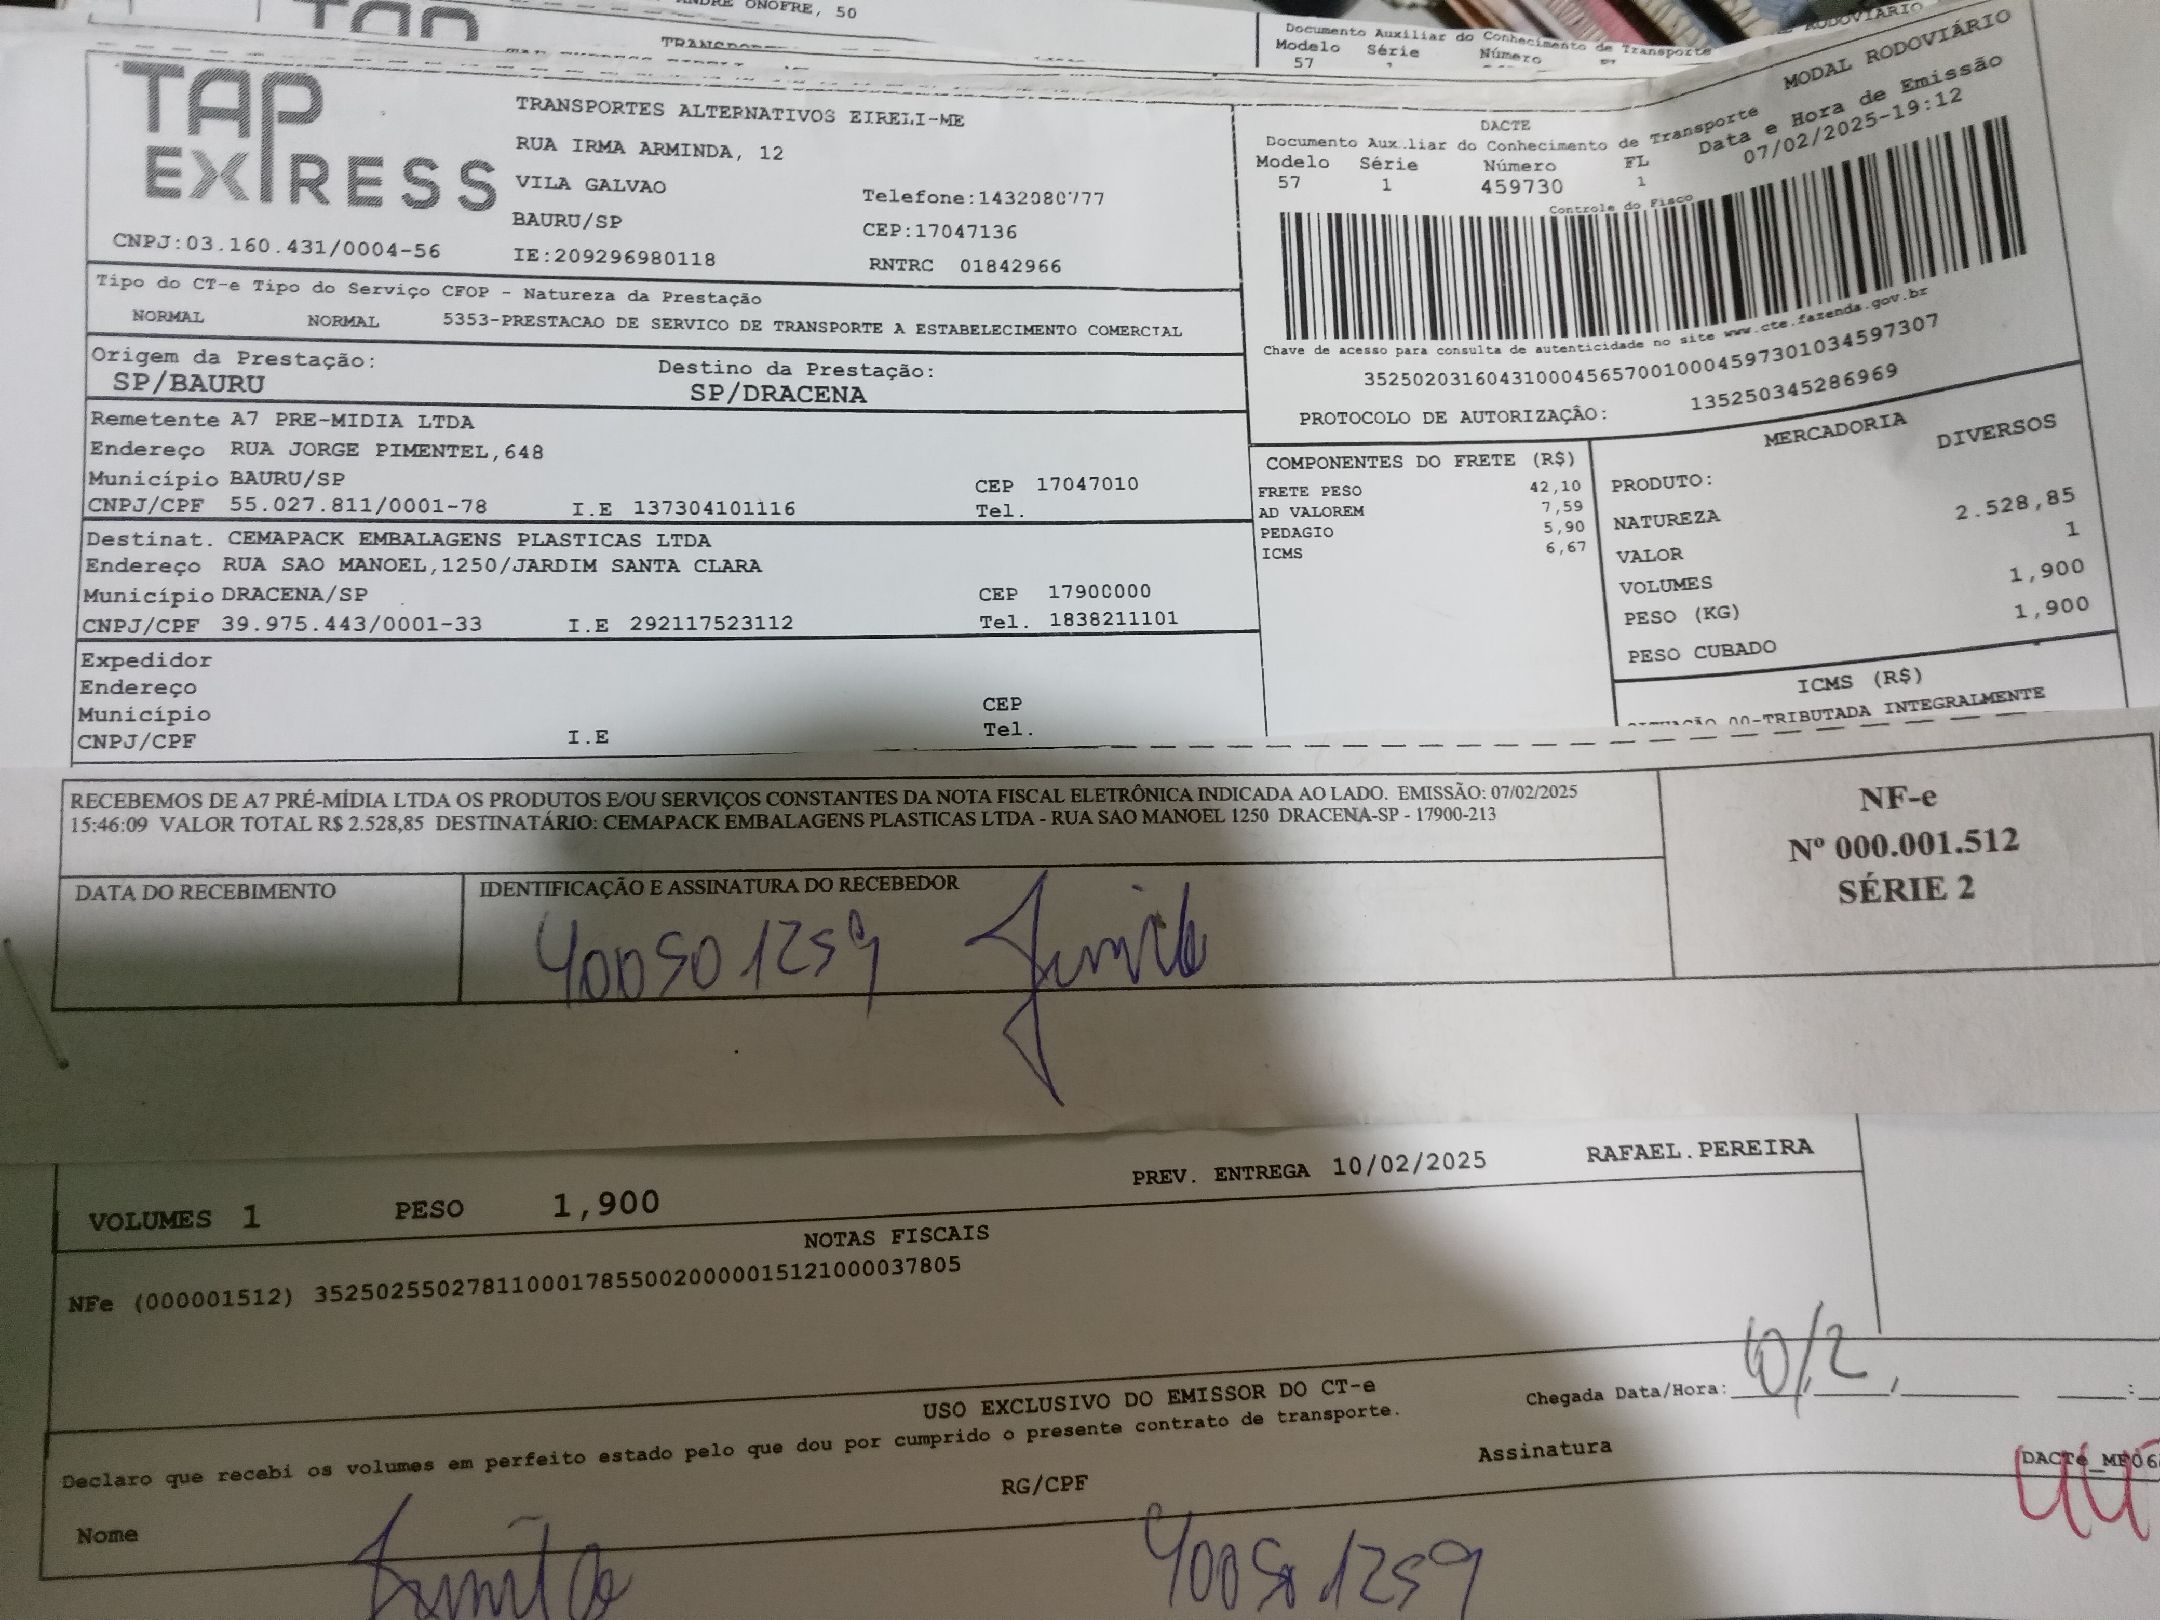 ANDRE ONOFRE, 50
Documento Auxiliar do Conhecimento de Transporte
Modelo Série Número
57
TAP
EXPRESS
TRANSPORTES ALTERNATIVOS EIRELI-ME
RUA IRMA ARMINDA, 12
VILA GALVAO
Telefone:1432080777
BAURU/SP
CEP:17047136
CNPJ:03.160.431/0004-56
IE:209296980118
RNTRC 01842966
DACTE
MODAL RODOVIÁRIO
Documento Auxiliar do Conhecimento de Transporte
Data e Hora de Emissão
Modelo Série Número FL
07/02/2025-19:12
57 1 459730 1
Controle do Fisco
Chave de acesso para consulta de autenticidade no site www.cte.fazenda.gov.br
35250203160431000456570010004597301034597307
PROTOCOLO DE AUTORIZAÇÃO: 135250345286969
Tipo do CT-e Tipo do Serviço CFOP - Natureza da Prestação
NORMAL NORMAL 5353-PRESTACAO DE SERVICO DE TRANSPORTE A ESTABELECIMENTO COMERCIAL
Origem da Prestação: Destino da Prestação:
SP/BAURU SP/DRACENA
Remetente A7 PRE-MIDIA LTDA
Endereço RUA JORGE PIMENTEL,648
Município BAURU/SP CEP 17047010
CNPJ/CPF 55.027.811/0001-78 I.E 137304101116 Tel.
Destinat. CEMAPACK EMBALAGENS PLASTICAS LTDA
Endereço RUA SAO MANOEL,1250/JARDIM SANTA CLARA
Município DRACENA/SP CEP 17900000
CNPJ/CPF 39.975.443/0001-33 I.E 292117523112 Tel. 1838211101
Expedidor
Endereço
Município CEP
CNPJ/CPF I.E Tel.
COMPONENTES DO FRETE (R$)
FRETE PESO 42,10
AD VALOREM 7,59
PEDAGIO 5,90
ICMS 6,67
MERCADORIA
PRODUTO: DIVERSOS
NATUREZA
VALOR 2.528,85
VOLUMES 1
PESO (KG) 1,900
PESO CUBADO 1,900
ICMS (R$)
00-TRIBUTADA INTEGRALMENTE
RECEBEMOS DE A7 PRÉ-MÍDIA LTDA OS PRODUTOS E/OU SERVIÇOS CONSTANTES DA NOTA FISCAL ELETRÔNICA INDICADA AO LADO. EMISSÃO: 07/02/2025
15:46:09 VALOR TOTAL R$ 2.528,85 DESTINATÁRIO: CEMAPACK EMBALAGENS PLASTICAS LTDA - RUA SAO MANOEL 1250 DRACENA-SP - 17900-213
NF-e
Nº 000.001.512
SÉRIE 2
DATA DO RECEBIMENTO
IDENTIFICAÇÃO E ASSINATURA DO RECEBEDOR
400501259
VOLUMES 1 PESO 1,900 PREV. ENTREGA 10/02/2025 RAFAEL.PEREIRA
NOTAS FISCAIS
NFe (000001512) 35250255027811000178550020000015121000037805
USO EXCLUSIVO DO EMISSOR DO CT-e
Chegada Data/Hora: 10/2
Declaro que recebi os volumes em perfeito estado pelo que dou por cumprido o presente contrato de transporte.
Nome
RG/CPF
Assinatura
400501259